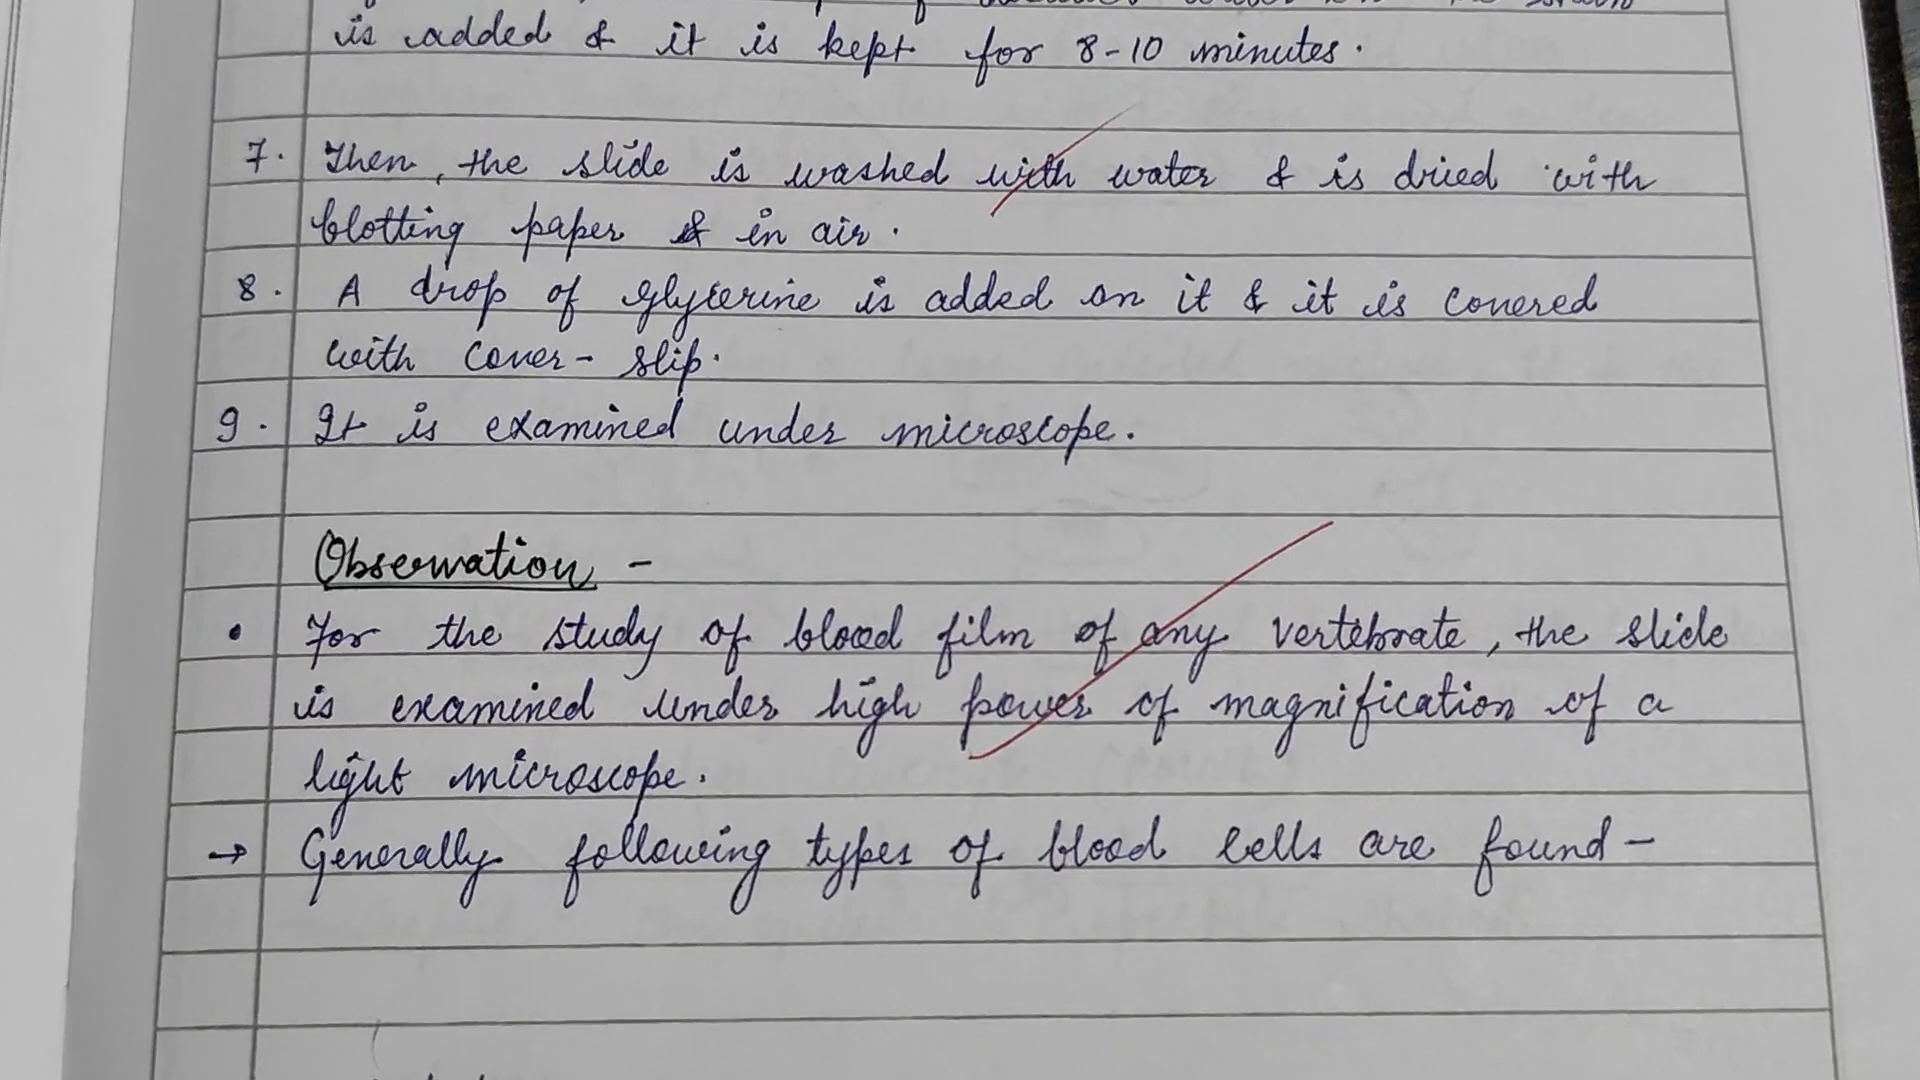 is added & it is kept for 8-10 minutes.
7. Then, the slide is washed with water & is dried with
blotting paper & in air.
8. A drop of glycerine is added on it & it is covered
with cover-slip.
9. It is examined under microscope.
Observation -
• For the study of blood film of any vertebrate, the slide
is examined under high power of magnification of a
light microscope.
→ Generally following types of blood cells are found -